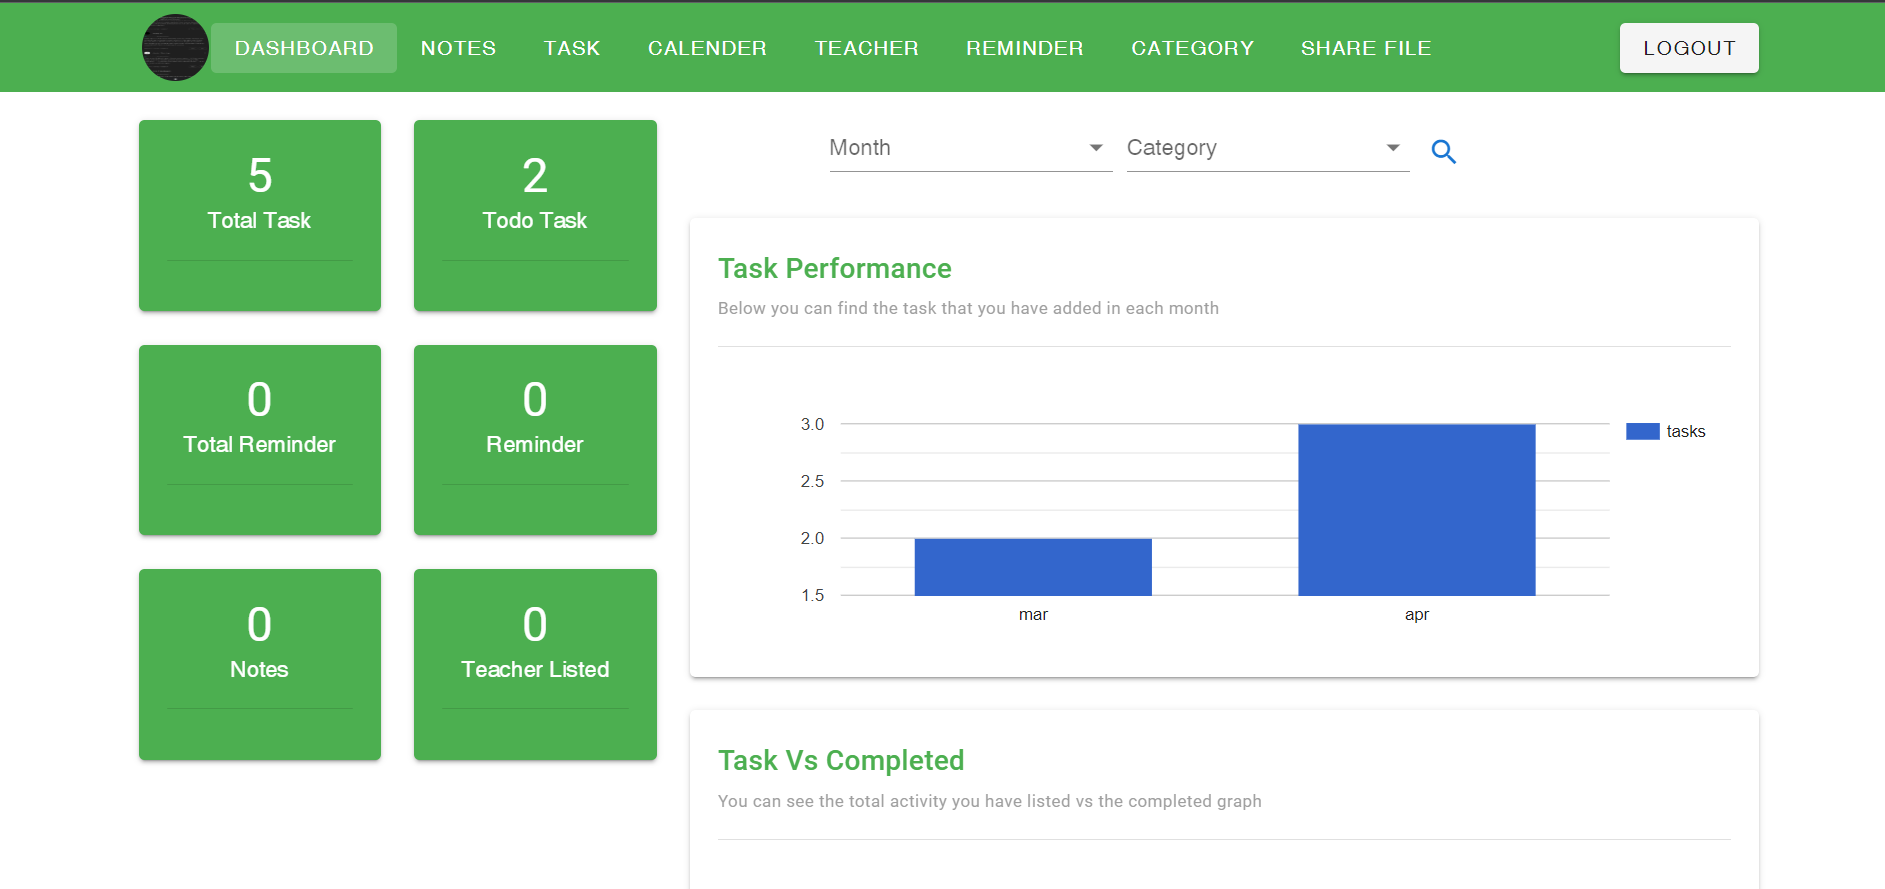 DASHBOARD NOTES TASK CALENDER TEACHER REMINDER CATEGORY SHARE FILE LOGOUT
5
Total Task
2
Todo Task
0
Total Reminder
0
Reminder
0
Notes
0
Teacher Listed
Month Category
Task Performance
Below you can find the task that you have added in each month
3.0
2.5
2.0
1.5
mar apr
tasks
Task Vs Completed
You can see the total activity you have listed vs the completed graph